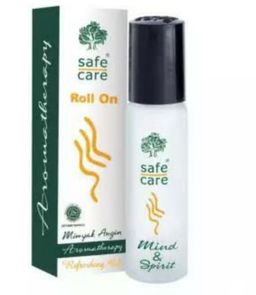 Aromatherapy
safe®
care
Roll On
Minyak Angin
Aromatherapy
Refreshing Oil
safe®
care
Mind
&
Spirit